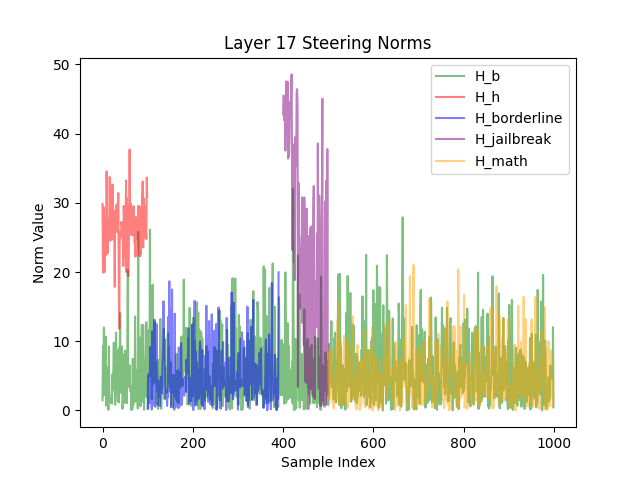 Layer 17 Steering Norms
Norm Value
50
40
30
20
10
0
0
200
400
600
800
1000
Sample Index
H_b
H_h
H_borderline
H_jailbreak
H_math